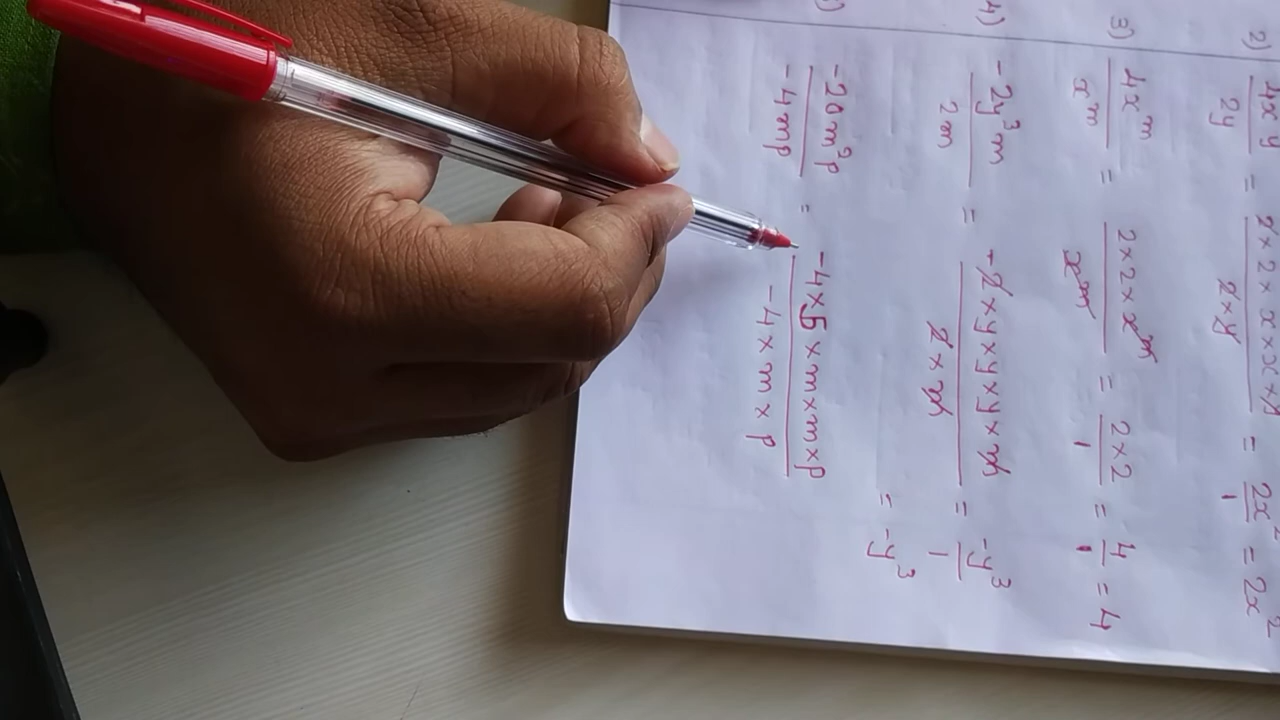 2) 4x²y / 2y = 2 × 2 × x × x × y / 2 × y = 2x² / 1 = 2x²
3) 4xm / xm = 2 × 2 × xm / xm = 2 × 2 / 1 = 4 / 1 = 4
4) -2y³m / 2m = -2 × y × y × y × m / 2 × m = -y³ / 1
= -y³
-20m²p / -4mp = -4 × 5 × m × m × p / -4 × m × p